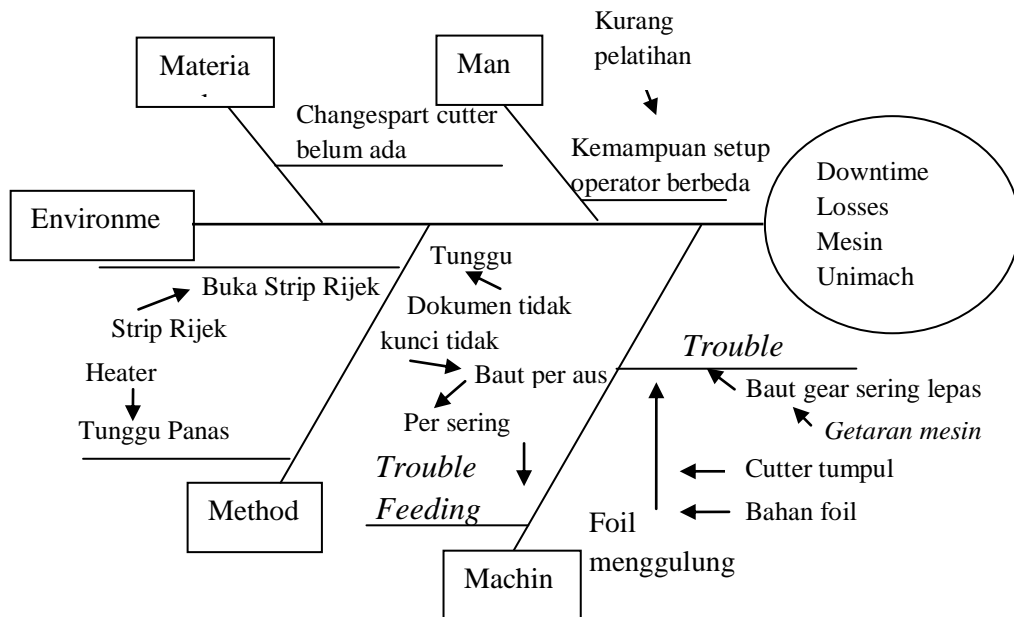 Materia
Man
Kurang
pelatihan
Changespart cutter
belum ada
Kemampuan setup
operator berbeda
Downtime
Losses
Mesin
Unimach
Environme
Tunggu
Buka Strip Rijek
Dokumen tidak
Strip Rijek
kunci tidak
Trouble
Heater
Baut per aus
Baut gear sering lepas
Per sering
Getaran mesin
Tunggu Panas
Trouble
Feeding
Cutter tumpul
Method
Bahan foil
Foil
menggulung
Machin